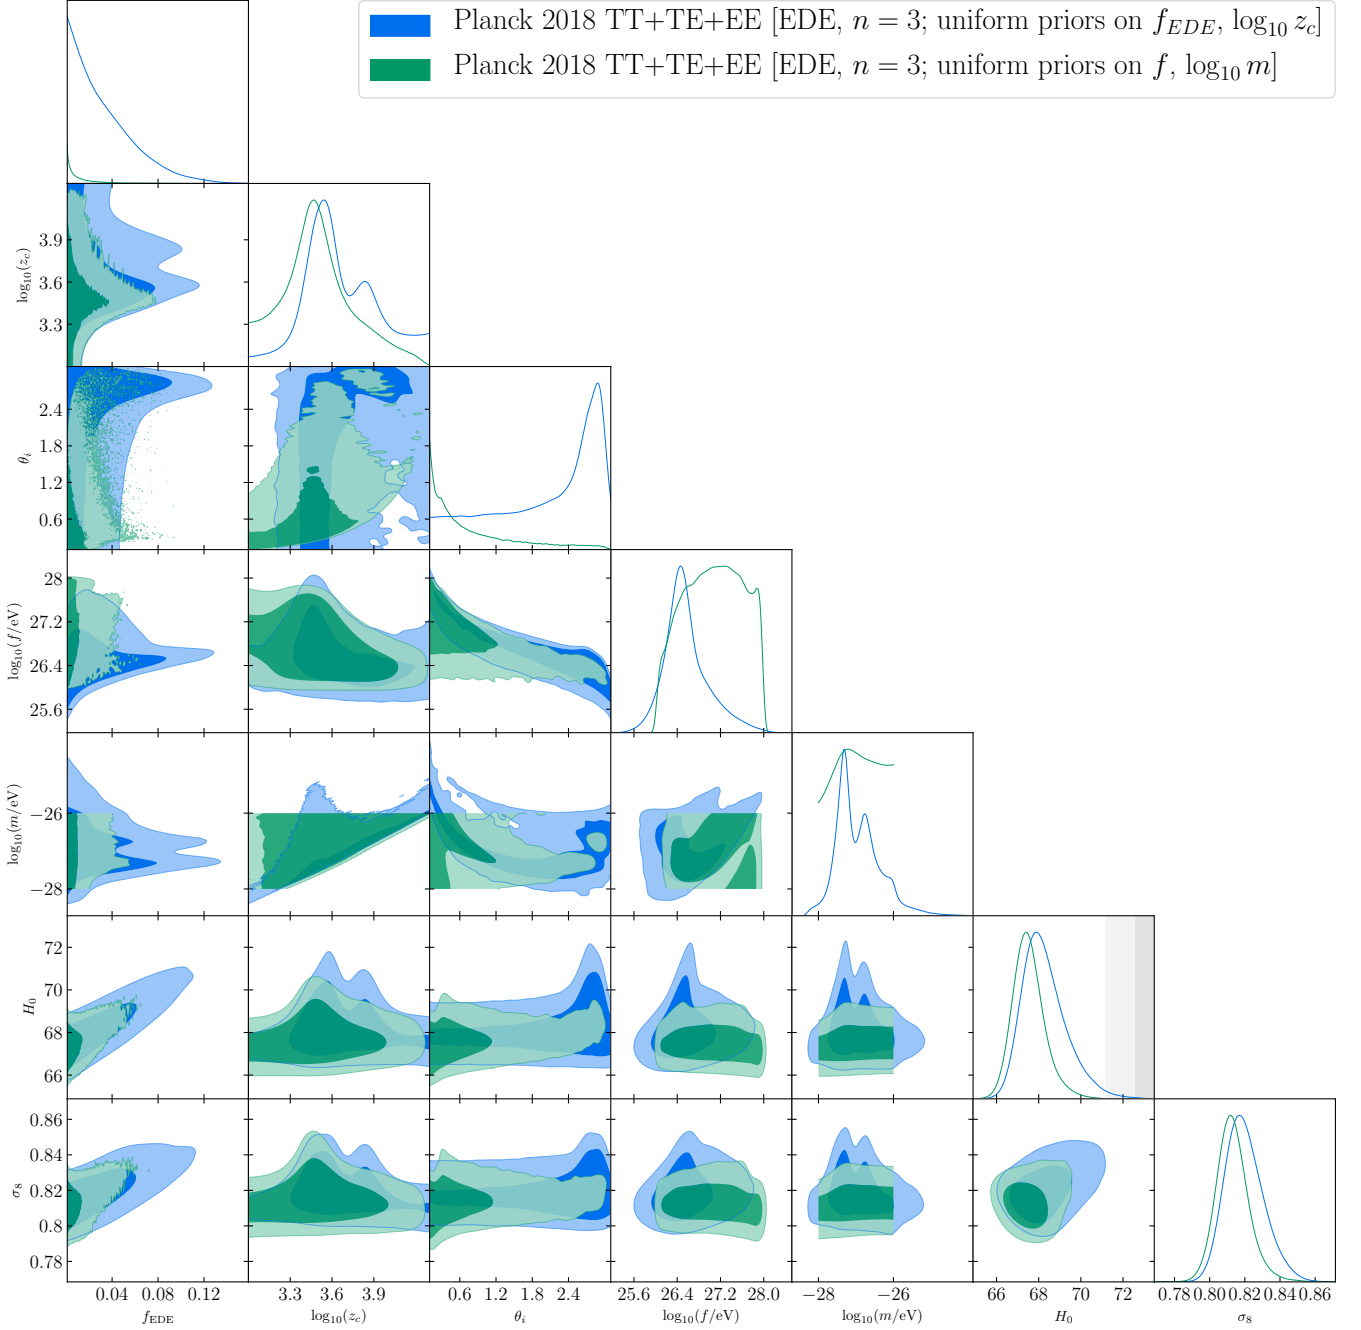 Planck 2018 TT+TE+EE [EDE, n = 3; uniform priors on f_EDE, log₁₀ z_c]
Planck 2018 TT+TE+EE [EDE, n = 3; uniform priors on f, log₁₀ m]
3.9
3.6
3.3
log₁₀(z_c)
2.4
1.8
1.2
0.6
θ_i
28
27.2
26.4
25.6
log₁₀(f/eV)
−26
−28
log₁₀(m/eV)
72
70
68
66
H₀
0.86
0.84
0.82
0.8
0.78
σ₈
0.04 0.12 3.3 3.6 3.9 0.6 1.2 1.8 2.4 25.6 26.4 27.2 28.0 −28 −26 66 68 70 72 0.78 0.80 0.82 0.84 0.86
f_EDE log₁₀(z_c) θ_i log₁₀(f/eV) log₁₀(m/eV) H₀ σ₈